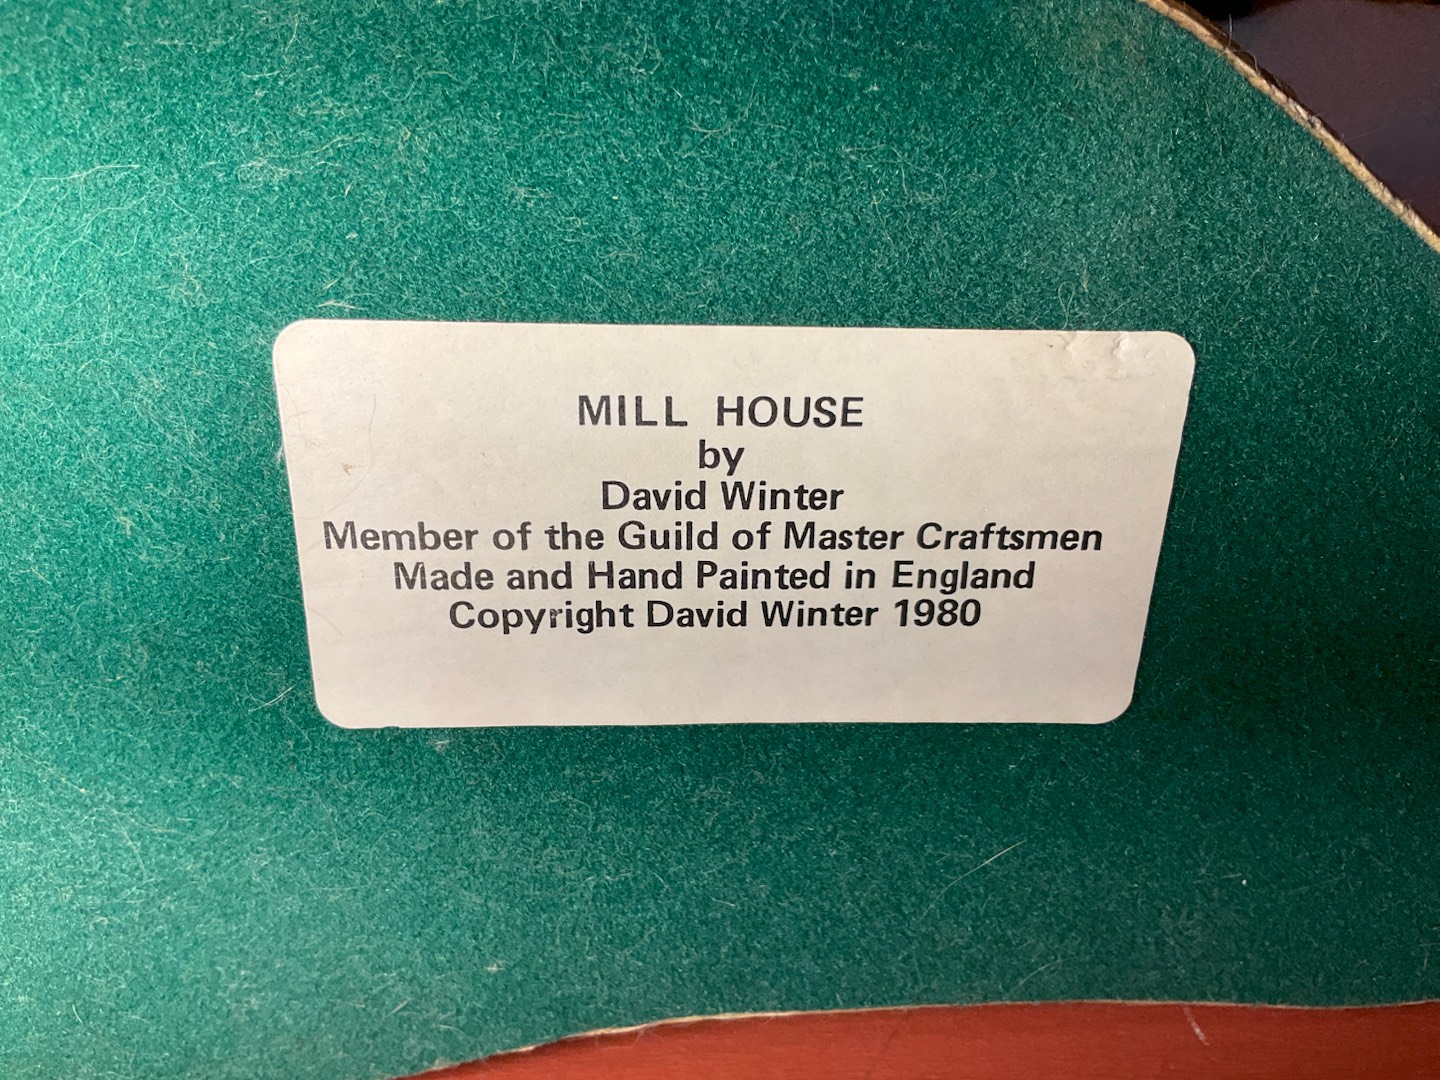 MILL HOUSE
by
David Winter
Member of the Guild of Master Craftsmen
Made and Hand Painted in England
Copyright David Winter 1980